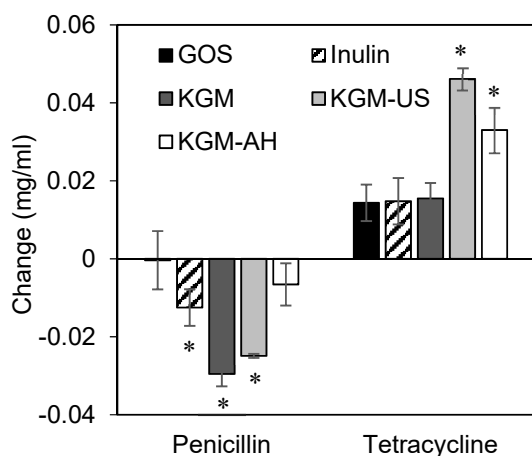 0.06
GOS Inulin
KGM KGM-US
KGM-AH
0.04
0.02
0
-0.02
-0.04
Change (mg/ml)
* *
* * *
Penicillin Tetracycline